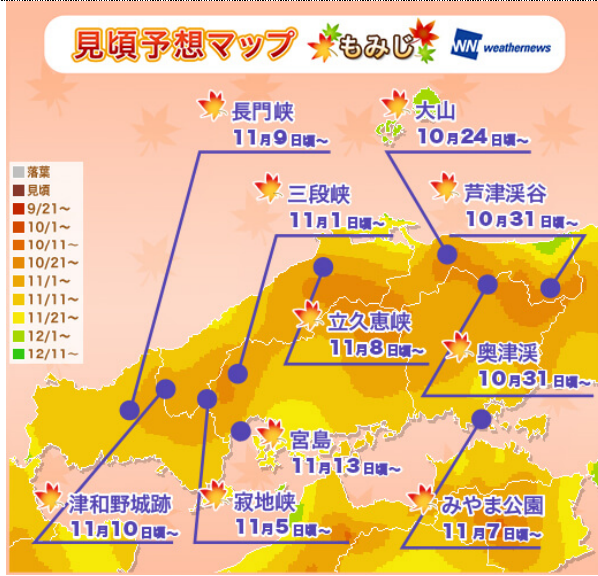 見頃予想マップ もみじ WN weathernews
長門峡
11月9日頃~
大山
10月24日頃~
三段峡
11月1日頃~
芦津渓谷
10月31日頃~
落葉
見頃
9/21~
10/1~
10/11~
10/21~
11/1~
11/11~
11/21~
12/1~
12/11~
立久恵峡
11月8日頃~
奥津渓
10月31日頃~
宮島
11月13日頃~
津和野城跡
11月10日頃~
寂地峡
11月5日頃~
みやま公園
11月7日頃~